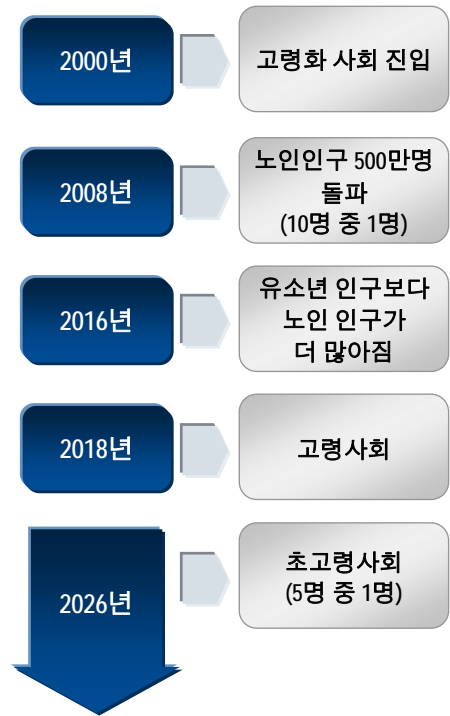 2000년
고령화 사회 진입
2008년
노인인구 500만명
돌파
(10명 중 1명)
2016년
유소년 인구보다
노인 인구가
더 많아짐
2018년
고령사회
2026년
초고령사회
(5명 중 1명)